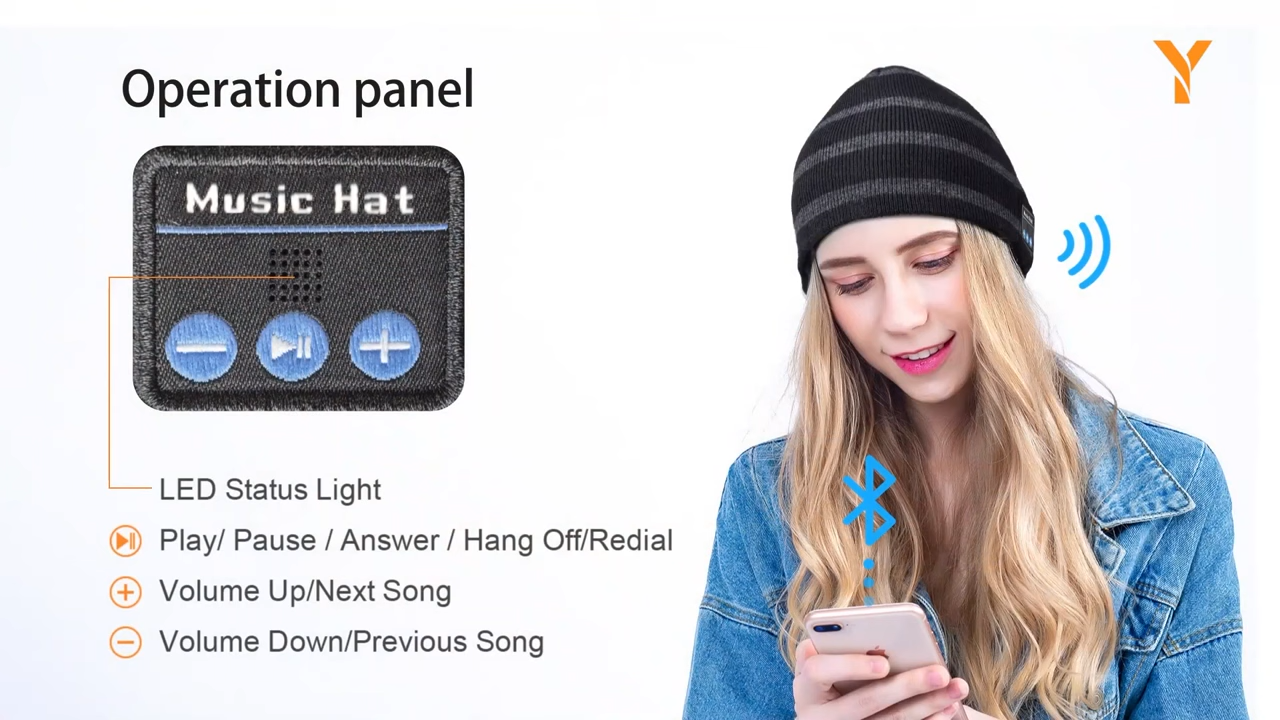 Operation panel
Music Hat
LED Status Light
Play/ Pause / Answer / Hang Off/Redial
Volume Up/Next Song
Volume Down/Previous Song